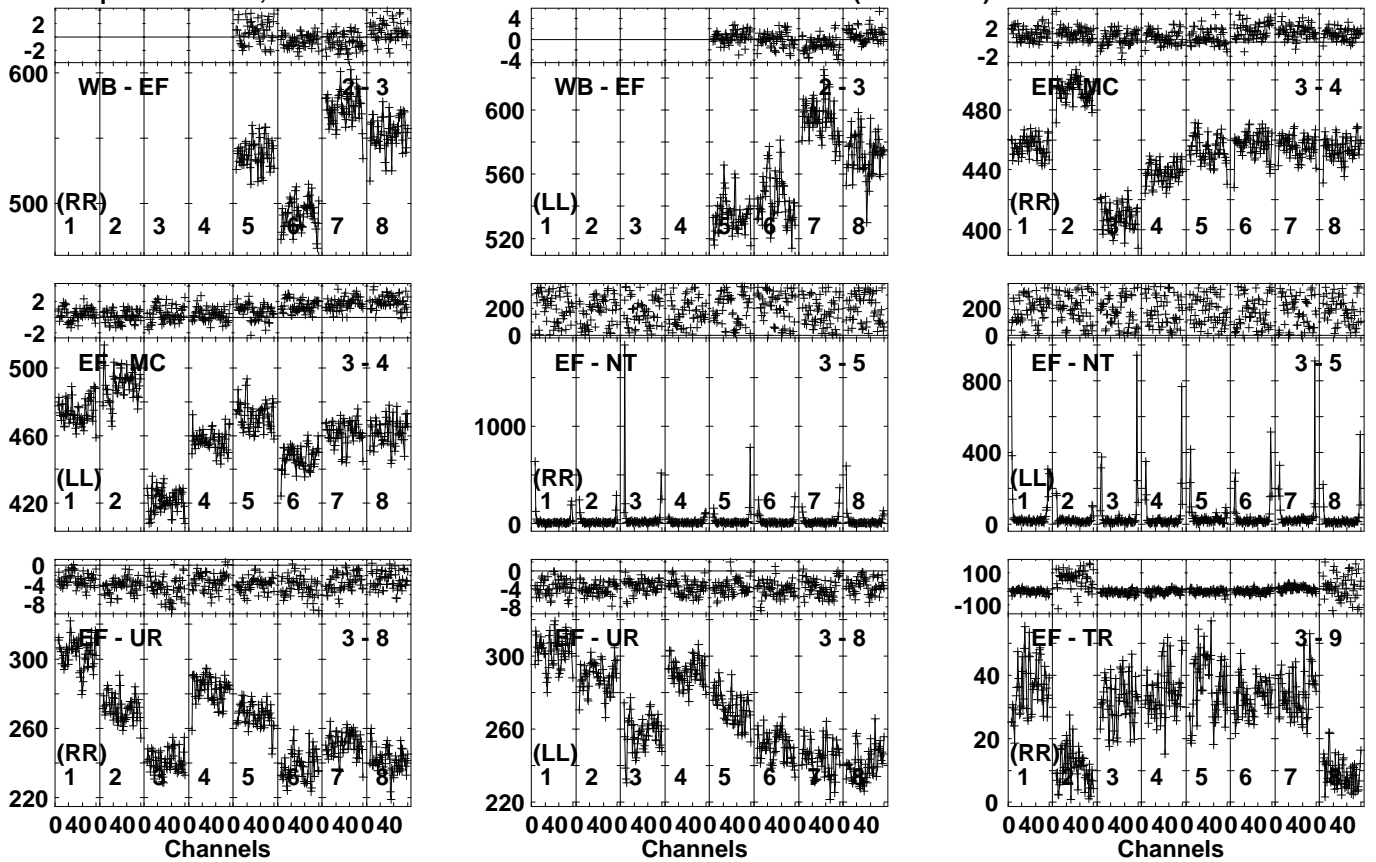 2
-2
600
500
WB - EF 2 - 3
(RR)
1 2 3 4 5 6 7 8
4
0
-4
600
560
520
WB - EF 2 - 3
(LL)
1 2 3 4 5 6 7 8
2
-2
480
440
400
EF - MC 3 - 4
(RR)
1 2 3 4 5 6 7 8
2
-2
500
460
420
EF - MC 3 - 4
(LL)
1 2 3 4 5 6 7 8
200
0
1000
0
EF - NT 3 - 5
(RR)
1 2 3 4 5 6 7 8
200
0
800
400
0
EF - NT 3 - 5
(LL)
1 2 3 4 5 6 7 8
0
-4
-8
300
260
220
EF - UR 3 - 8
(RR)
1 2 3 4 5 6 7 8
0 40 0 40 0 40 0 40 0 40 0 40 0 40 0 40
Channels
0
-4
-8
300
260
220
EF - UR 3 - 8
(LL)
1 2 3 4 5 6 7 8
0 40 0 40 0 40 0 40 0 40 0 40 0 40 0 40
Channels
100
-100
40
20
0
EF - TR 3 - 9
(RR)
1 2 3 4 5 6 7 8
0 40 0 40 0 40 0 40 0 40 0 40 0 40 0 40
Channels